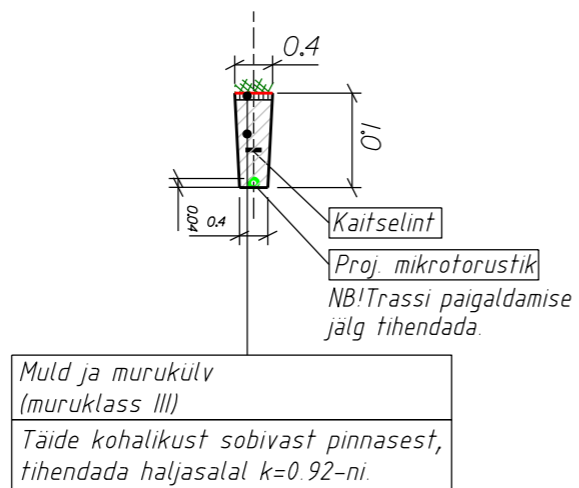 0.4
1.0
0.04
0.4
Kaitselint
Proj. mikrotorustik
NB!Trassi paigaldamise
jälg tihendada.
Muld ja murukülv
(muruklass III)
Täide kohalikust sobivast pinnasest,
tihendada haljasalal k=0.92-ni.